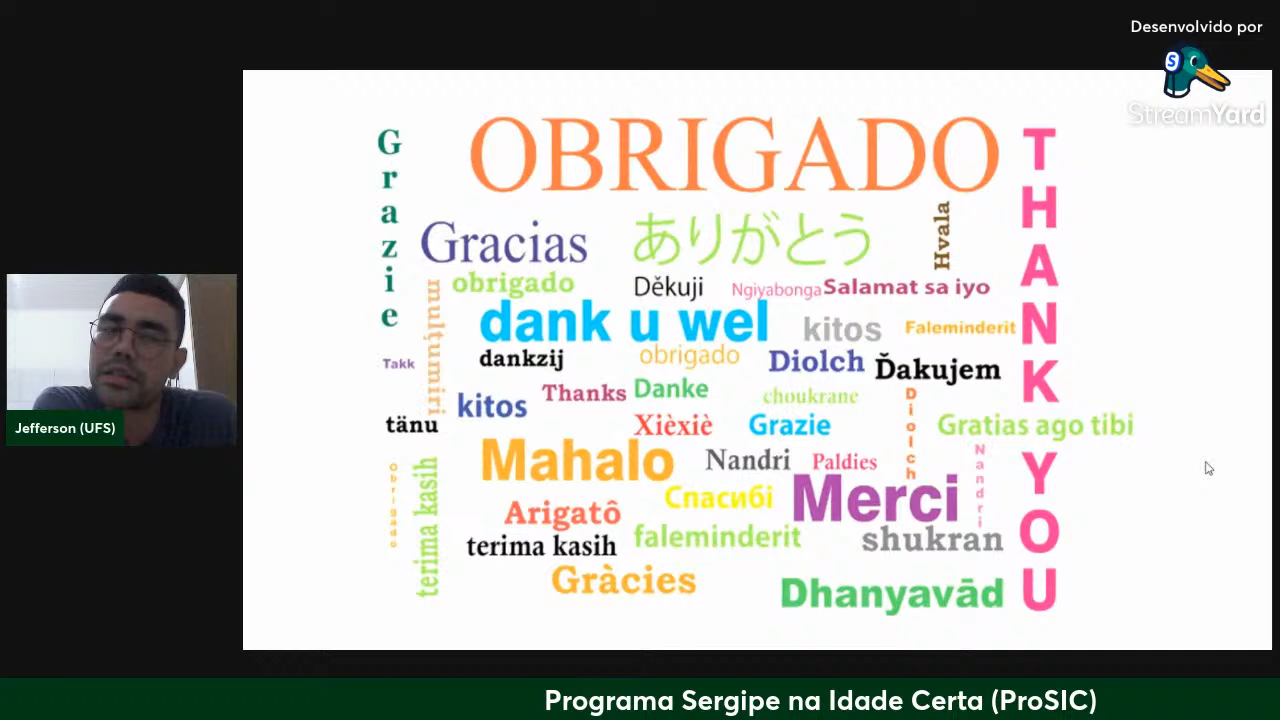 Desenvolvido por
StreamYard
OBRIGADO
Grazie
THANK YOU
Gracias
ありがとう
Hvala
obrigado
Děkuji
Ngiyabonga
Salamat sa iyo
multumiri
dank u wel
kitos
Faleminderit
Takk
dankzij
obrigado
Diolch
Ďakujem
Thanks
Danke
choukrane
Diolch
kitos
tänu
Xièxiè
Grazie
Gratias ago tibi
Mahalo
Nandri
Paldies
Nandri
obrigado
terima kasih
Спасибі
Merci
Arigatô
terima kasih
faleminderit
shukran
Gràcies
Dhanyavād
Jefferson (UFS)
Programa Sergipe na Idade Certa (ProSIC)